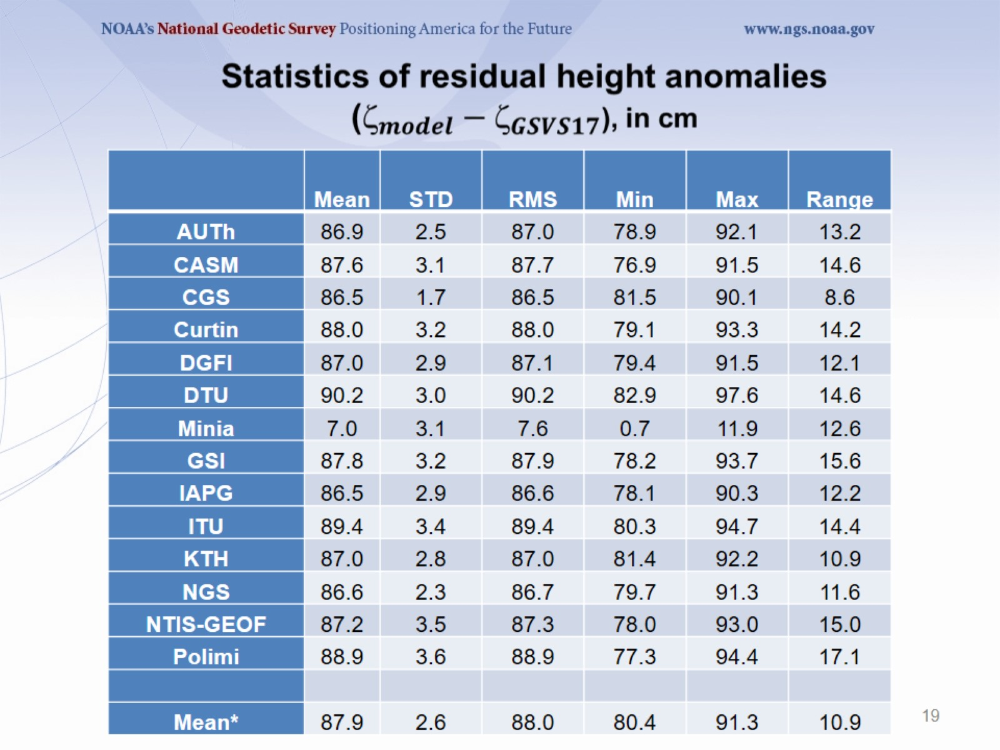 NOAA's National Geodetic Survey Positioning America for the Future www.ngs.noaa.gov
Statistics of residual height anomalies
(ζmodel − ζGSVS17), in cm
Mean STD RMS Min Max Range
AUTh 86.9 2.5 87.0 78.9 92.1 13.2
CASM 87.6 3.1 87.7 76.9 91.5 14.6
CGS 86.5 1.7 86.5 81.5 90.1 8.6
Curtin 88.0 3.2 88.0 79.1 93.3 14.2
DGFI 87.0 2.9 87.1 79.4 91.5 12.1
DTU 90.2 3.0 90.2 82.9 97.6 14.6
Minia 7.0 3.1 7.6 0.7 11.9 12.6
GSI 87.8 3.2 87.9 78.2 93.7 15.6
IAPG 86.5 2.9 86.6 78.1 90.3 12.2
ITU 89.4 3.4 89.4 80.3 94.7 14.4
KTH 87.0 2.8 87.0 81.4 92.2 10.9
NGS 86.6 2.3 86.7 79.7 91.3 11.6
NTIS-GEOF 87.2 3.5 87.3 78.0 93.0 15.0
Polimi 88.9 3.6 88.9 77.3 94.4 17.1
Mean* 87.9 2.6 88.0 80.4 91.3 10.9
19